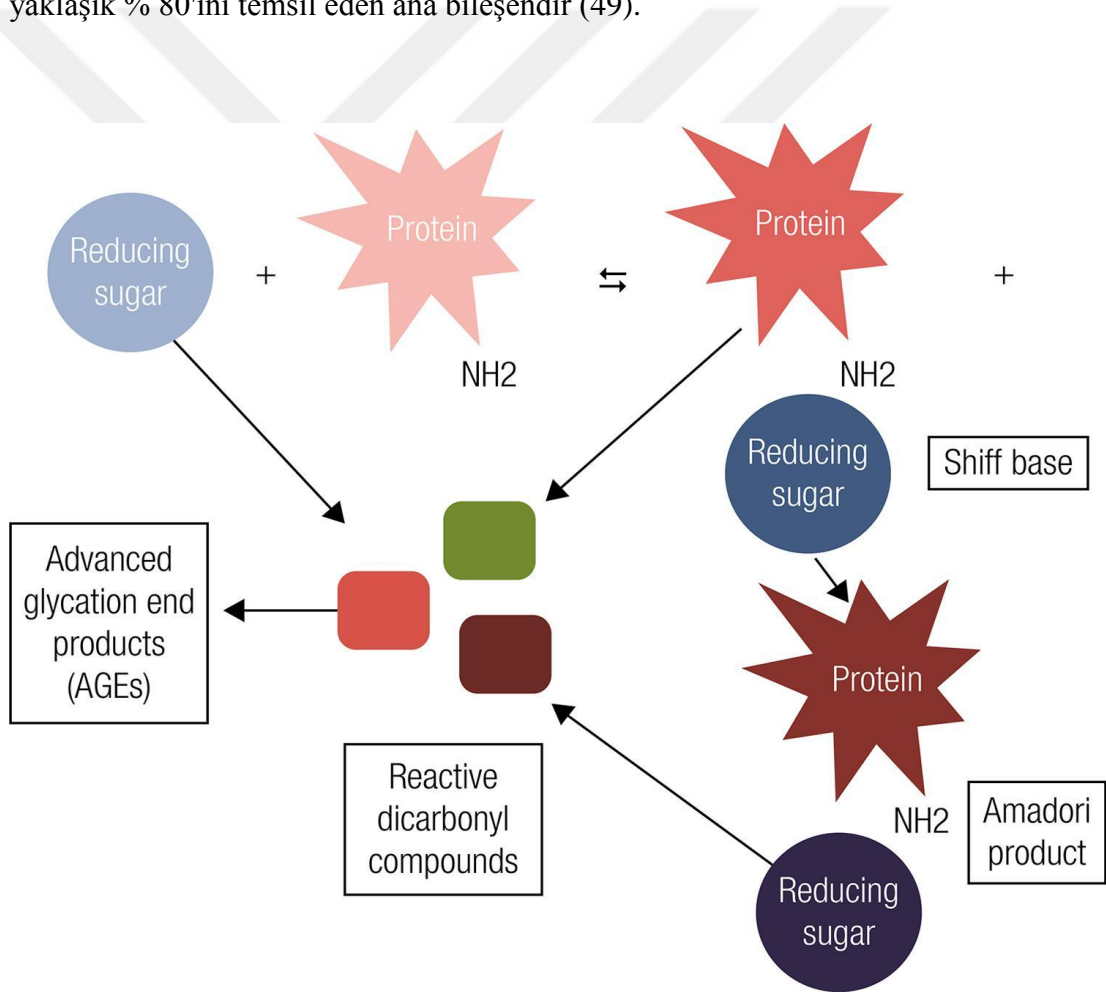 yaklaşık % 80'ini temsil eden ana bileşendir (49).
Protein
Protein
Reducing
sugar
+
⇆
+
NH2
NH2
Reducing
sugar
Shiff base
Advanced
glycation end
products
(AGEs)
Protein
Reactive
dicarbonyl
compounds
NH2
Amadori
product
Reducing
sugar